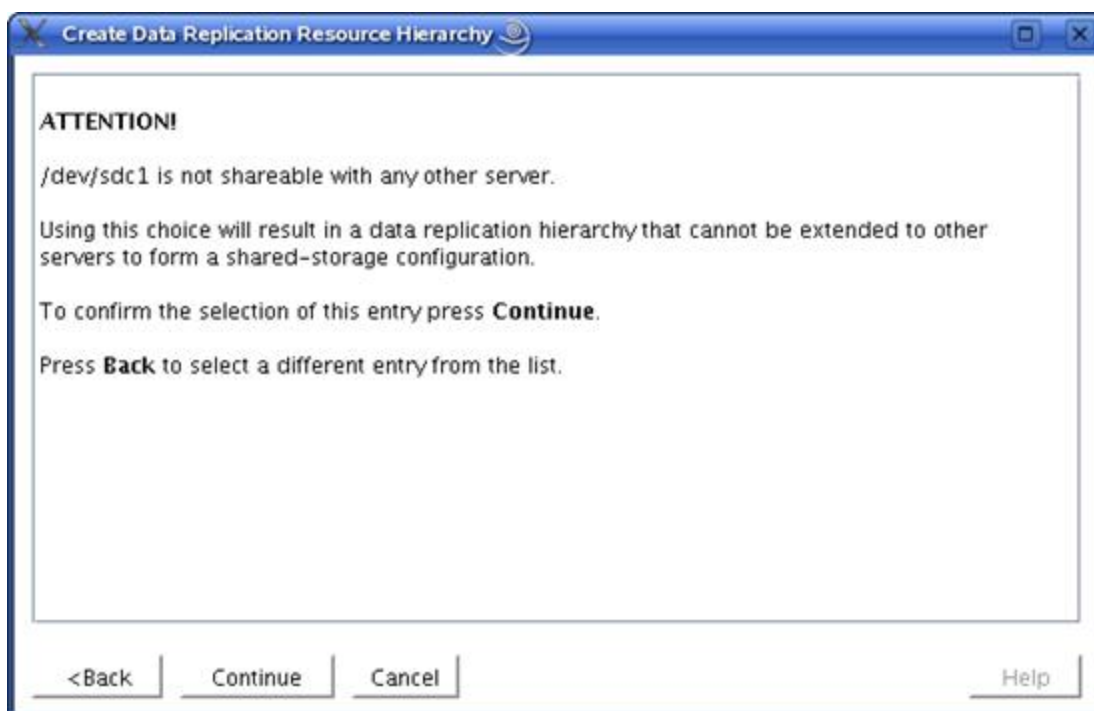 Create Data Replication Resource Hierarchy
ATTENTION!
/dev/sdc1 is not shareable with any other server.
Using this choice will result in a data replication hierarchy that cannot be extended to other
servers to form a shared-storage configuration.
To confirm the selection of this entry press Continue.
Press Back to select a different entry from the list.
<Back Continue Cancel Help